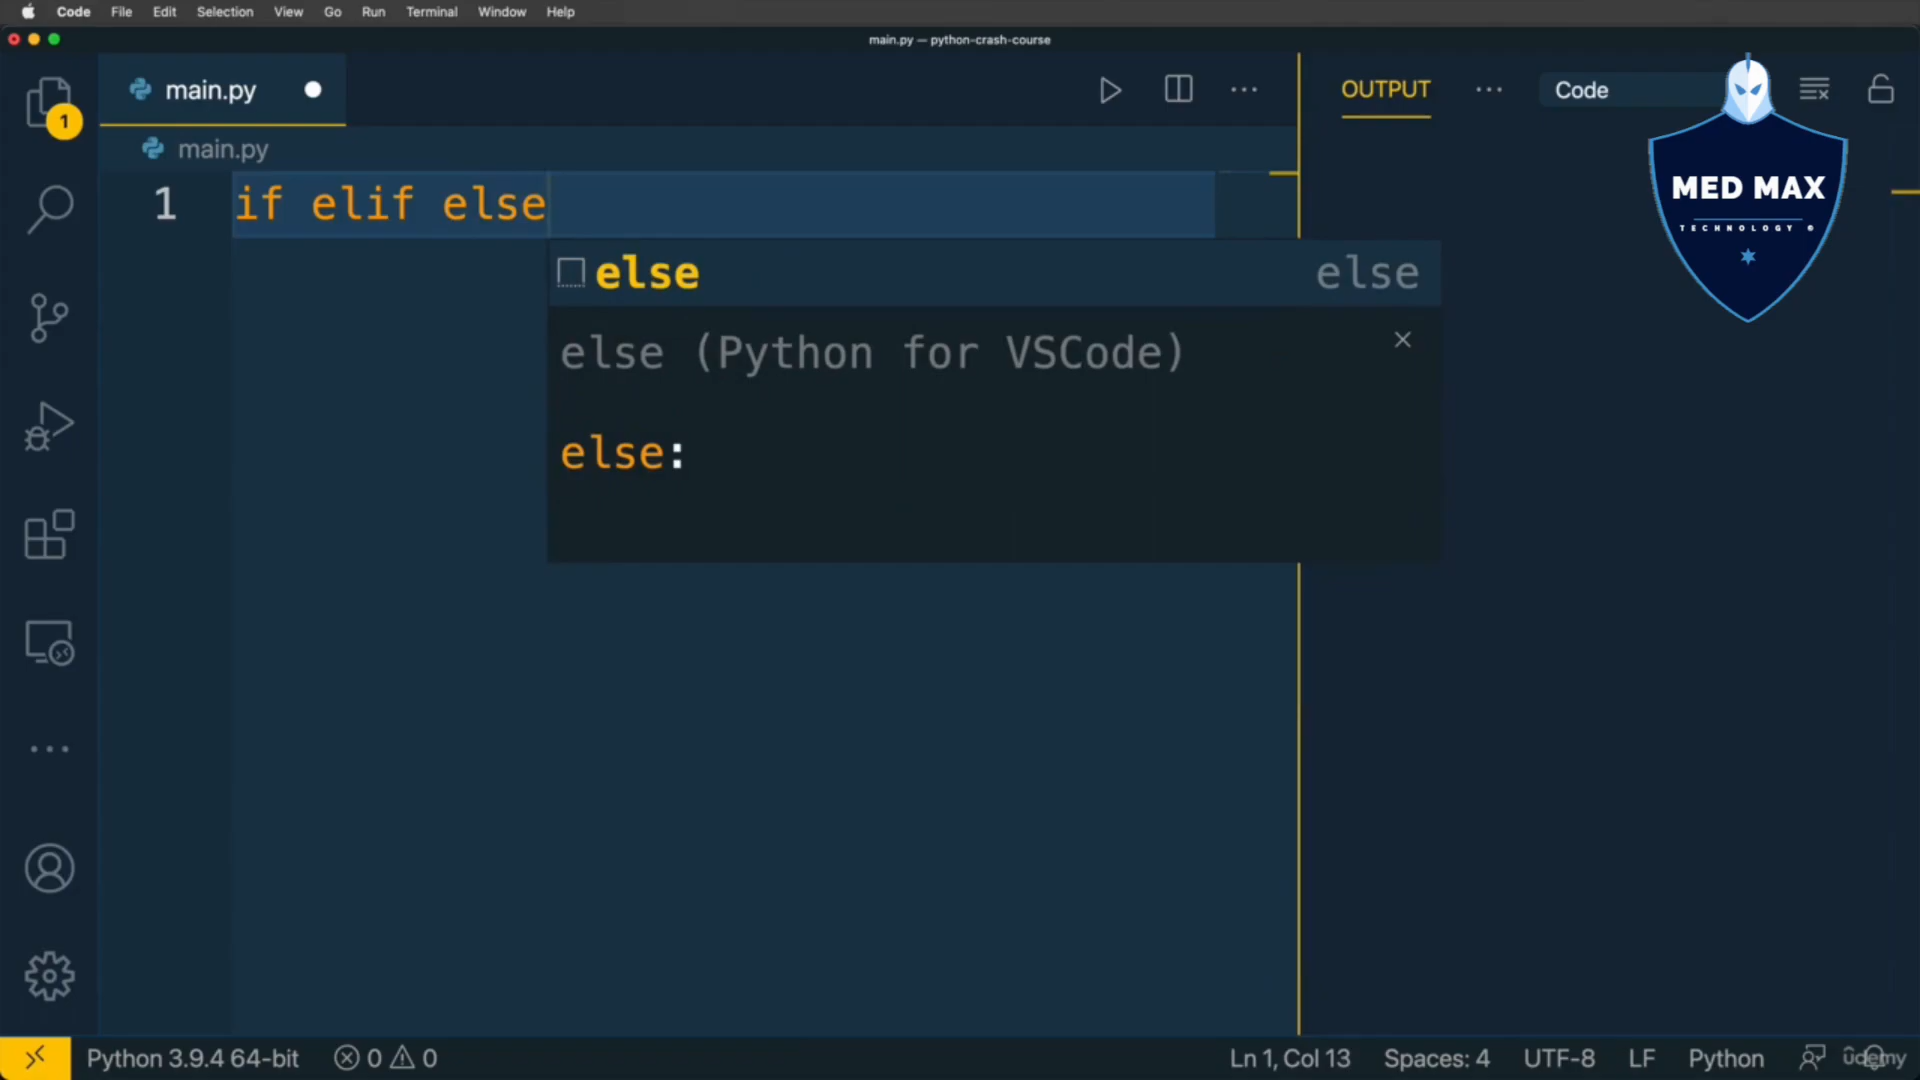 Code File Edit Selection View Go Run Terminal Window Help
main.py — python-crash-course
main.py
OUTPUT
Code
1
MED MAX
TECHNOLOGY ®
main.py
1 if elif else
else else
else (Python for VSCode)
else:
Python 3.9.4 64-bit 0 0
Ln 1, Col 13 Spaces: 4 UTF-8 LF Python
ûdemy